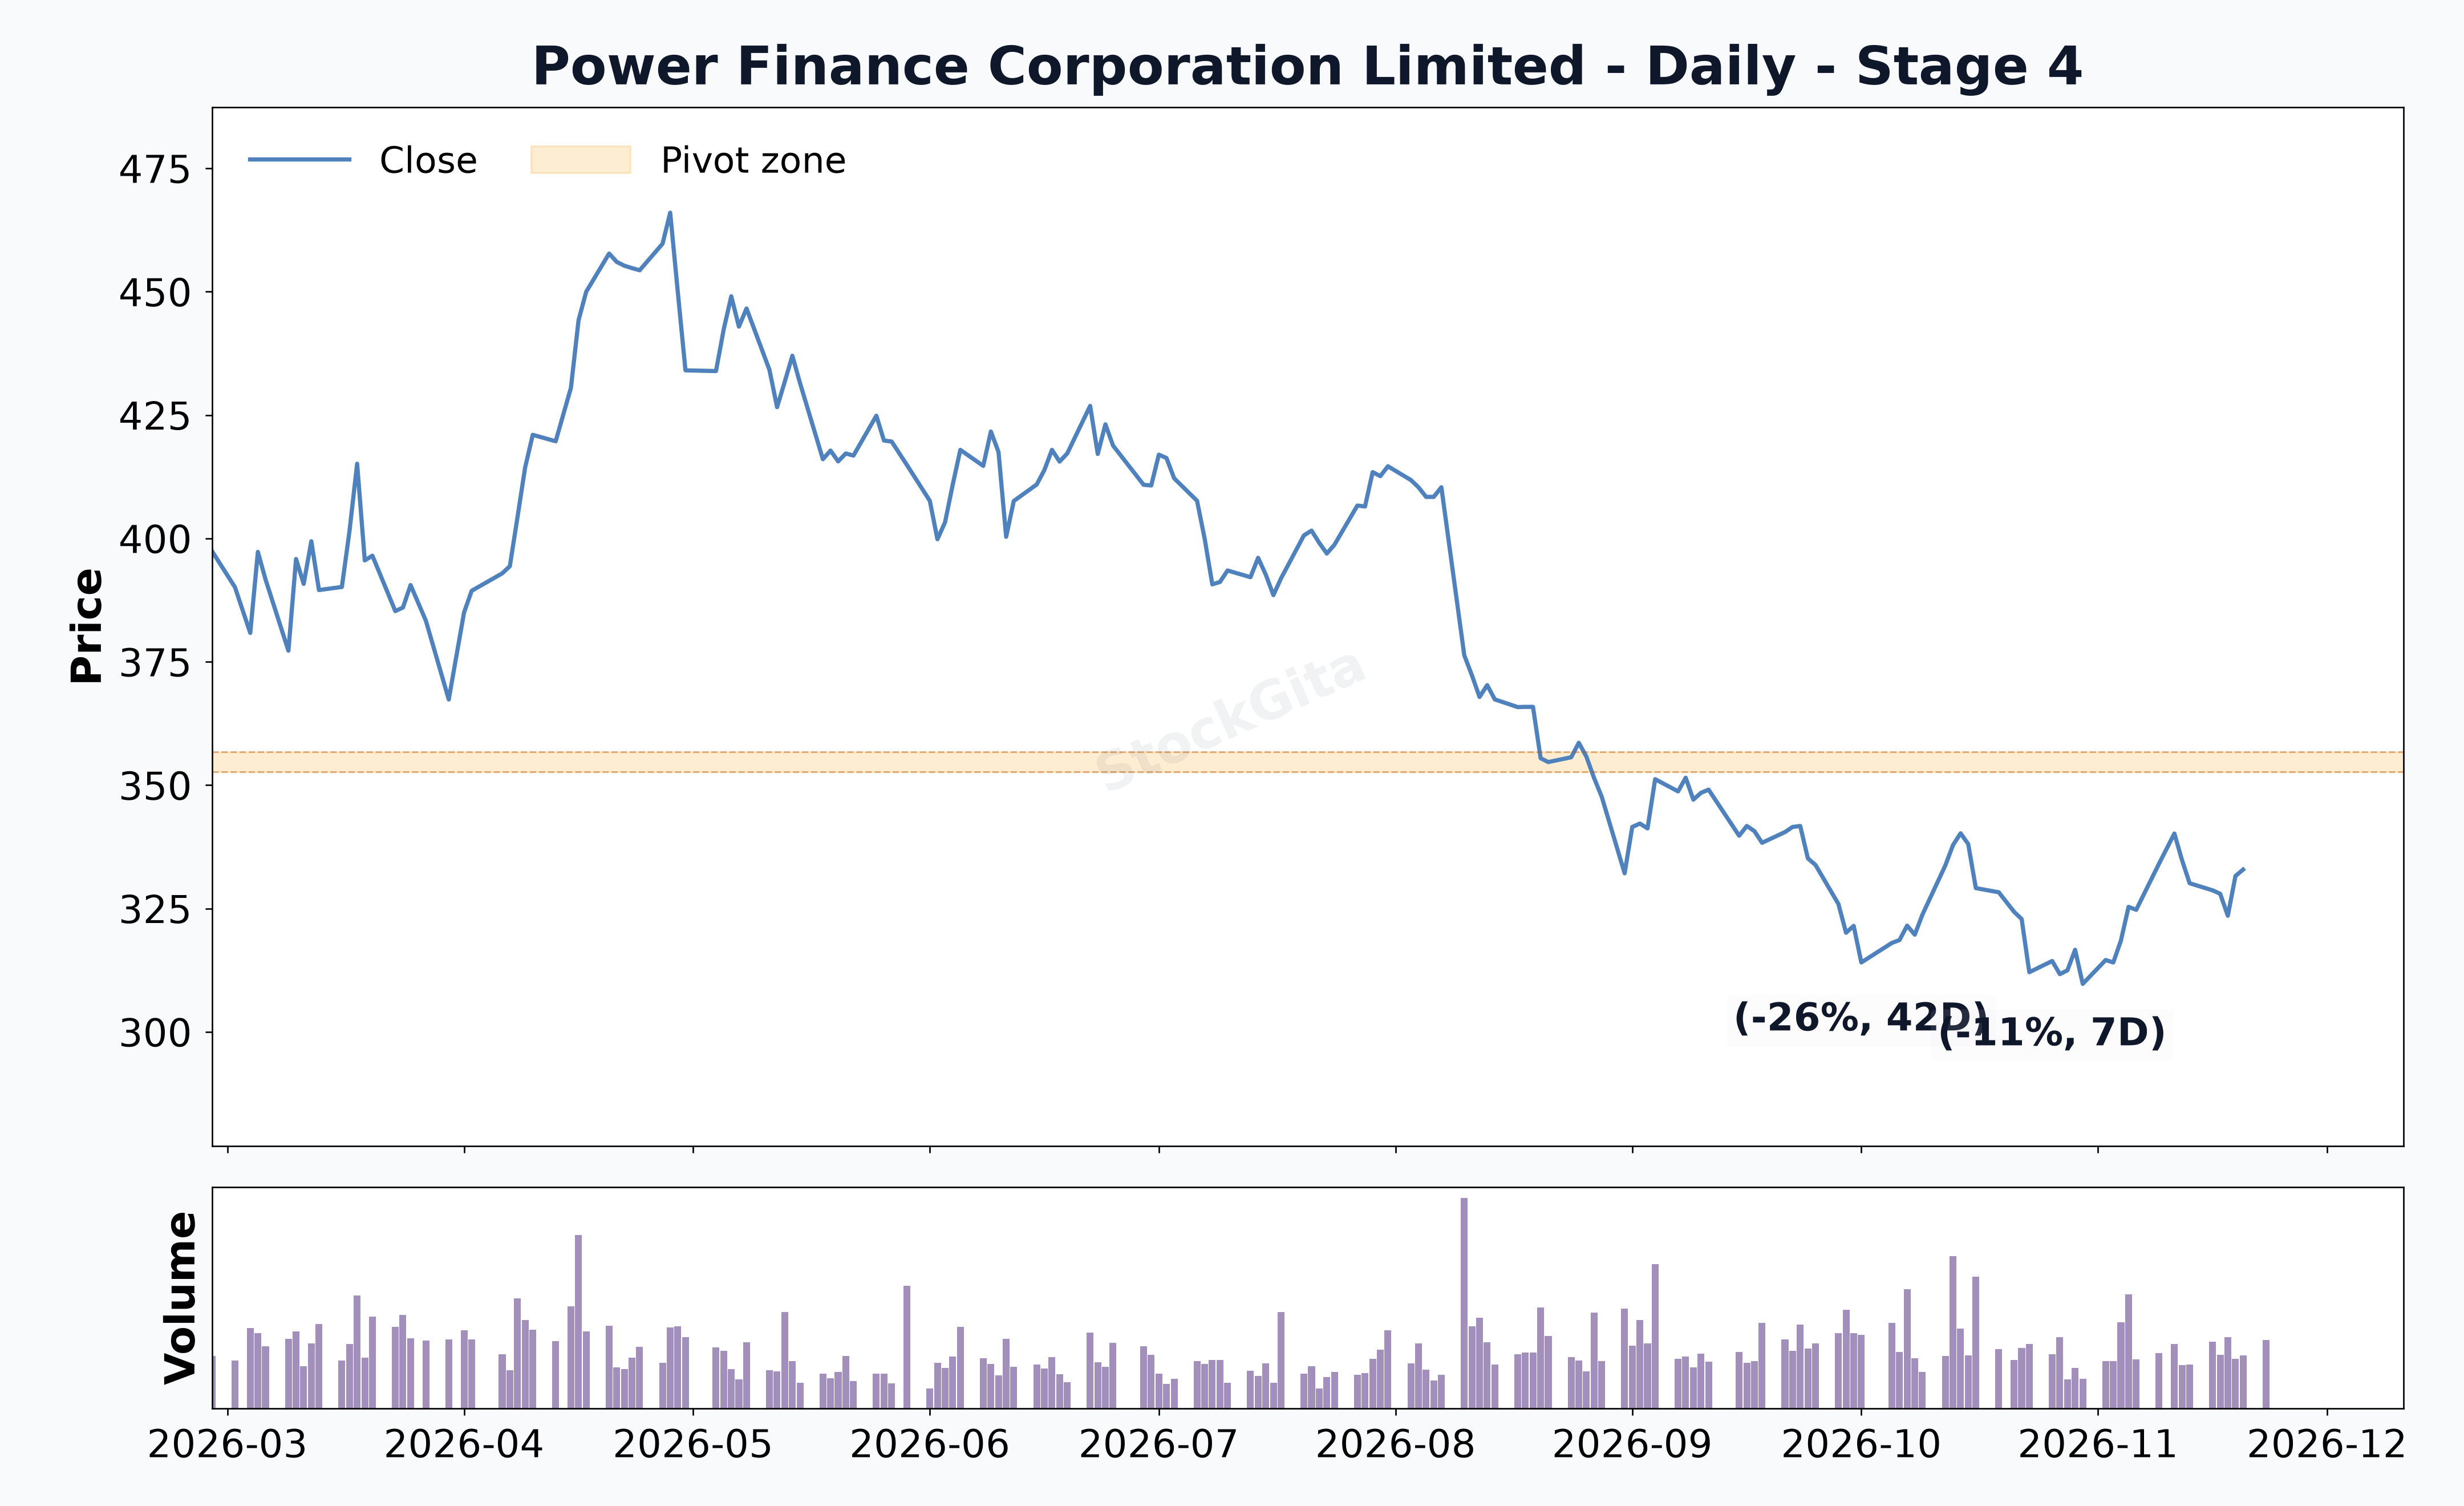 Power Finance Corporation Limited - Daily - Stage 4
Close
Pivot zone
Price
475
450
425
400
375
350
325
300
StockGita
(-26%, 42D)
(-11%, 7D)
Volume
2026-03
2026-04
2026-05
2026-06
2026-07
2026-08
2026-09
2026-10
2026-11
2026-12